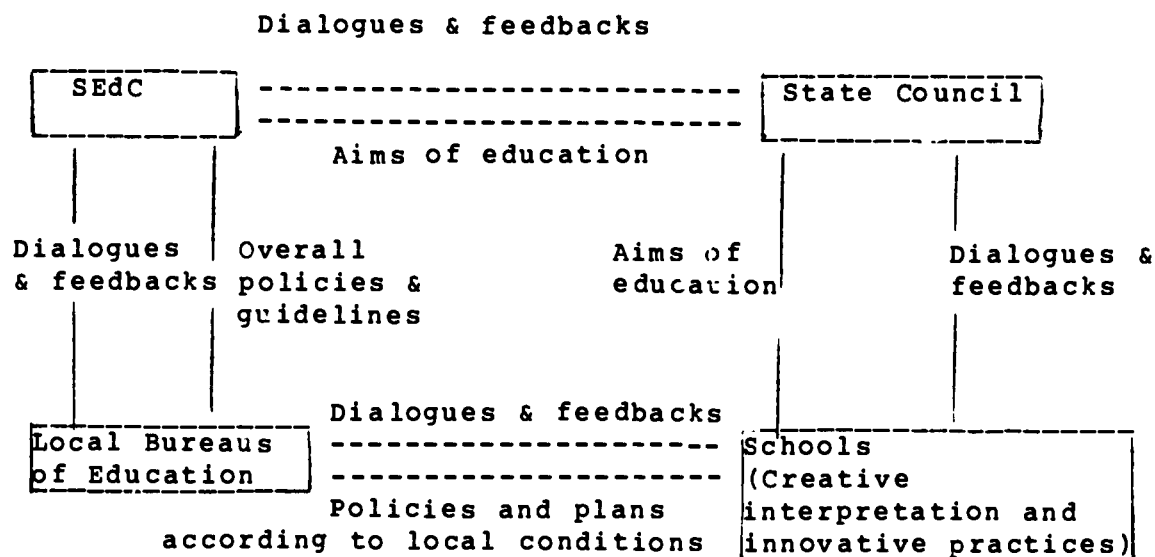 Dialogues & feedbacks
SEdC
State Council
Aims of education
Dialogues
& feedbacks
Overall
policies &
guidelines
Aims of
education
Dialogues &
feedbacks
Dialogues & feedbacks
Local Bureaus
of Education
Schools
(Creative
interpretation and
innovative practices)
Policies and plans
according to local conditions